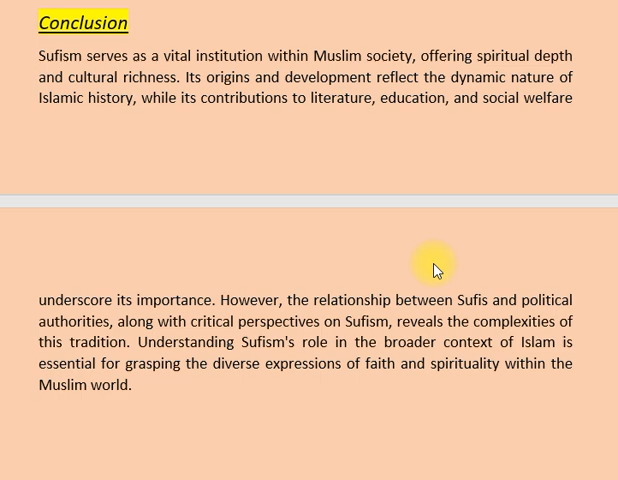 Conclusion
Sufism serves as a vital institution within Muslim society, offering spiritual depth
and cultural richness. Its origins and development reflect the dynamic nature of
Islamic history, while its contributions to literature, education, and social welfare
underscore its importance. However, the relationship between Sufis and political
authorities, along with critical perspectives on Sufism, reveals the complexities of
this tradition. Understanding Sufism's role in the broader context of Islam is
essential for grasping the diverse expressions of faith and spirituality within the
Muslim world.